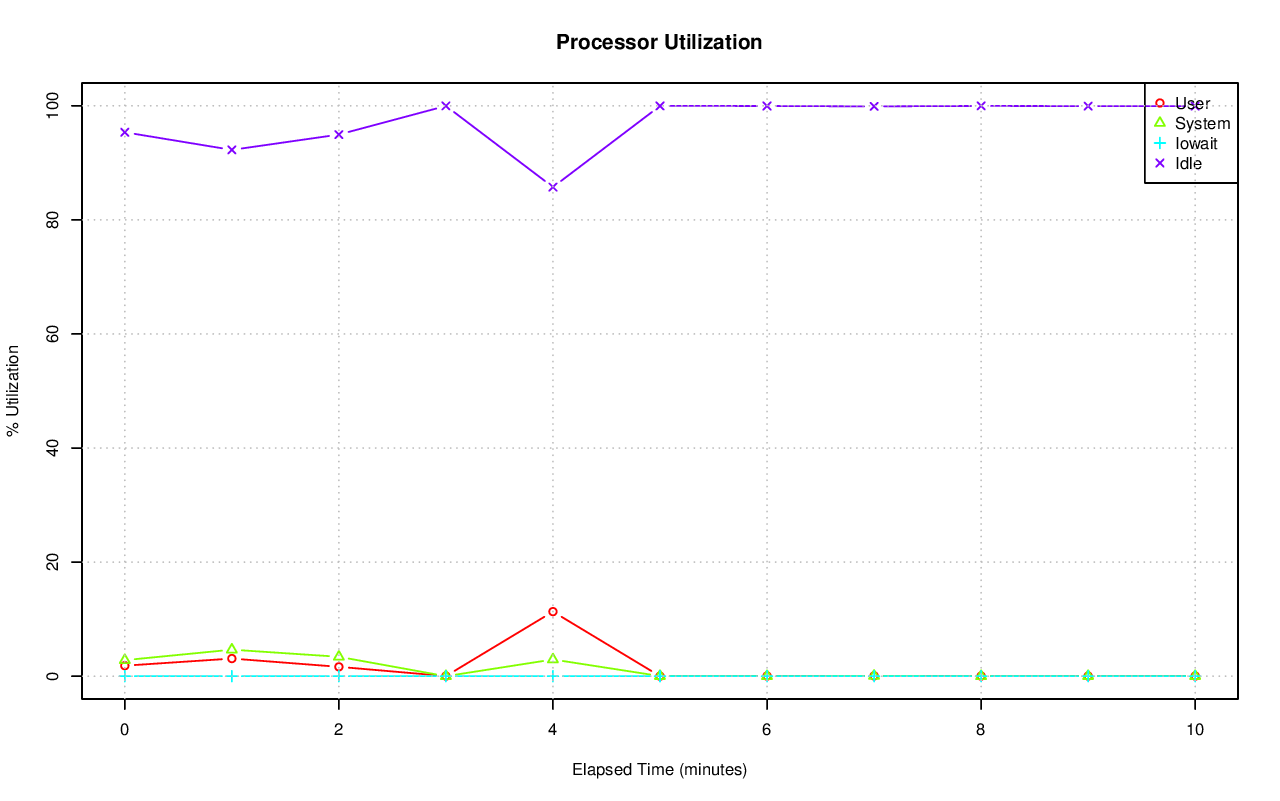 Processor Utilization
100
80
60
40
20
0
% Utilization
User
System
Iowait
Idle
0 2 4 6 8 10
Elapsed Time (minutes)